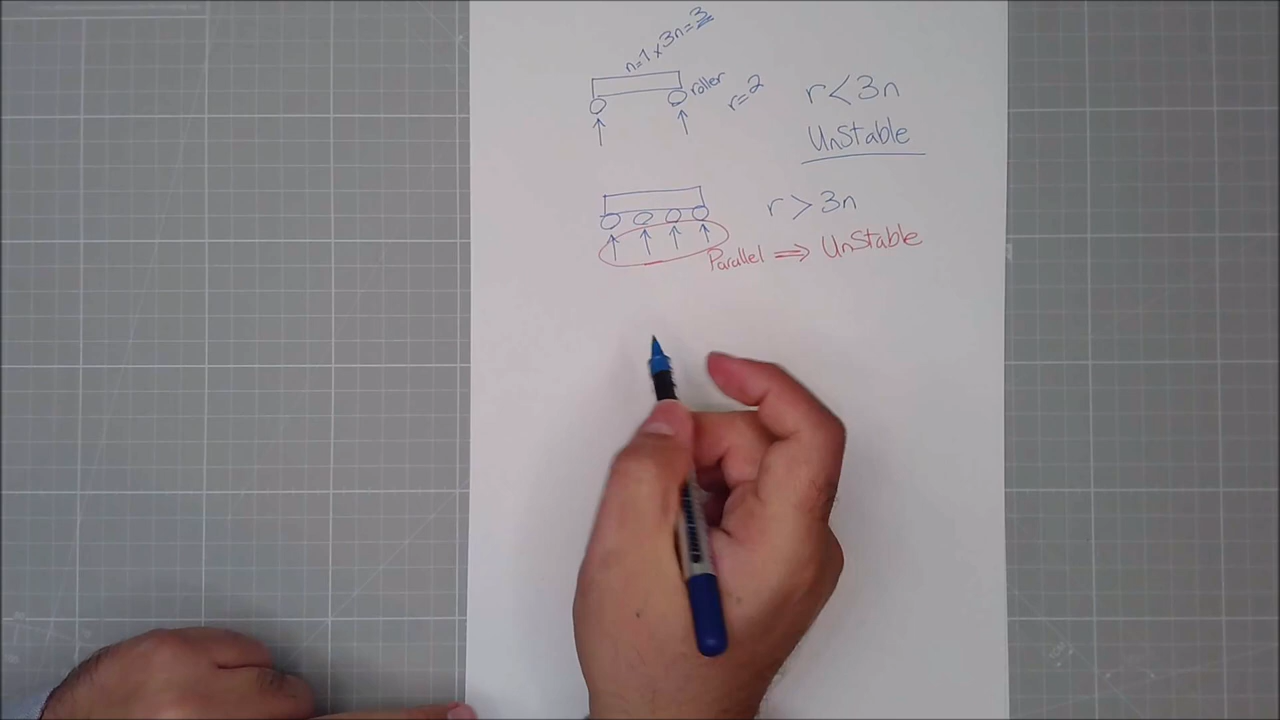 n=1 x 3n=3
roller
r=2
r<3n
UnStable
r>3n
Parallel ⟹ UnStable